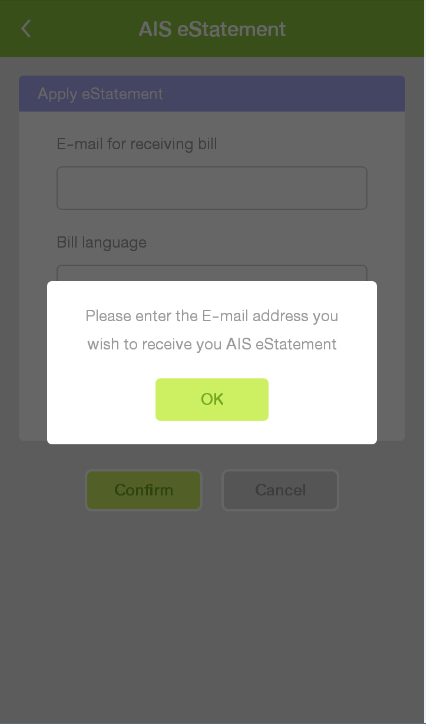 AIS eStatement
Apply eStatement
E-mail for receiving bill
Bill language
Please enter the E-mail address you
wish to receive you AIS eStatement
OK
Confirm
Cancel